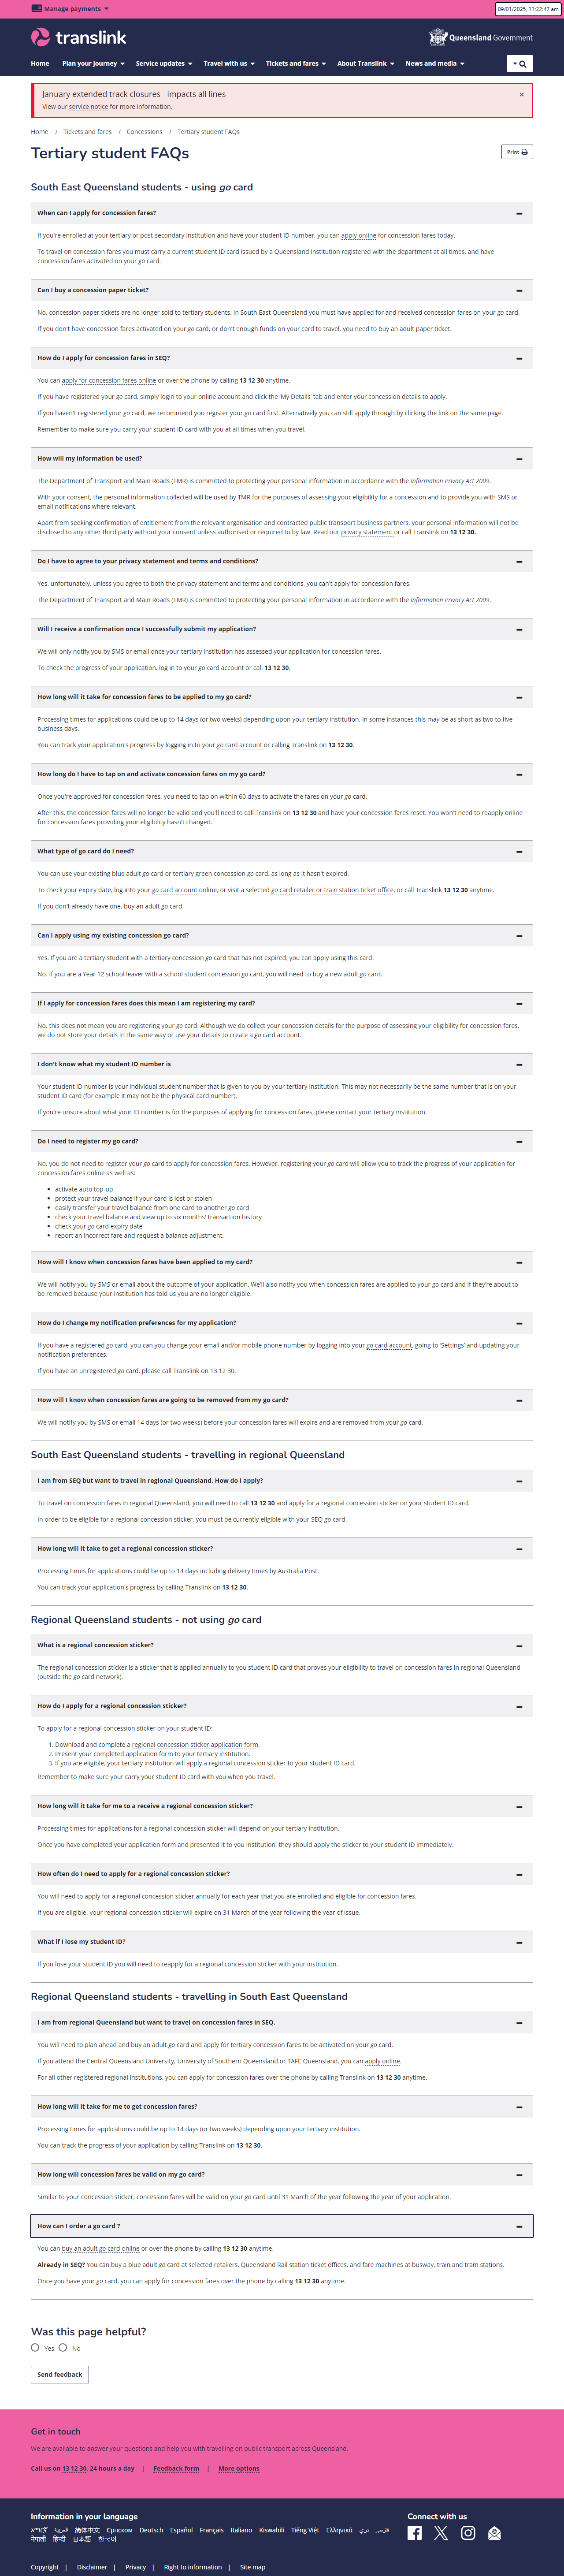 Manage payments
09/01/2025, 11:22:47 am
translink
Queensland Government
Home Plan your journey Service updates Travel with us Tickets and fares About Translink News and media
January extended track closures - impacts all lines
View our service notice for more information.
×
Home / Tickets and fares / Concessions / Tertiary student FAQs
Tertiary student FAQs
Print
South East Queensland students - using go card
When can I apply for concession fares?
If you're enrolled at your tertiary or post-secondary institution and have your student ID number, you can apply online for concession fares today.
To travel on concession fares you must carry a current student ID card issued by a Queensland institution registered with the department at all times, and have
concession fares activated on your go card.
Can I buy a concession paper ticket?
No, concession paper tickets are no longer sold to tertiary students. In South East Queensland you must have applied for and received concession fares on your go card.
If you don't have concession fares activated on your go card, or don't enough funds on your card to travel, you need to buy an adult paper ticket.
How do I apply for concession fares in SEQ?
You can apply for concession fares online or over the phone by calling 13 12 30 anytime.
If you have registered your go card, simply login to your online account and click the 'My Details' tab and enter your concession details to apply.
If you haven't registered your go card, we recommend you register your go card first. Alternatively you can still apply through by clicking the link on the same page.
Remember to make sure you carry your student ID card with you at all times when you travel.
How will my information be used?
The Department of Transport and Main Roads (TMR) is committed to protecting your personal information in accordance with the Information Privacy Act 2009.
With your consent, the personal information collected will be used by TMR for the purposes of assessing your eligibility for a concession and to provide you with SMS or
email notifications where relevant.
Apart from seeking confirmation of entitlement from the relevant organisation and contracted public transport business partners, your personal information will not be
disclosed to any other third party without your consent unless authorised or required to by law. Read our privacy statement or call Translink on 13 12 30.
Do I have to agree to your privacy statement and terms and conditions?
Yes, unfortunately, unless you agree to both the privacy statement and terms and conditions, you can't apply for concession fares.
The Department of Transport and Main Roads (TMR) is committed to protecting your personal information in accordance with the Information Privacy Act 2009.
Will I receive a confirmation once I successfully submit my application?
We will only notify you by SMS or email once your tertiary institution has assessed your application for concession fares.
To check the progress of your application, log in to your go card account or call 13 12 30.
How long will it take for concession fares to be applied to my go card?
Processing times for applications could be up to 14 days (or two weeks) depending upon your tertiary institution. In some instances this may be as short as two to five
business days.
You can track your application's progress by logging in to your go card account or calling Translink on 13 12 30.
How long do I have to tap on and activate concession fares on my go card?
Once you're approved for concession fares, you need to tap on within 60 days to activate the fares on your go card.
After this, the concession fares will no longer be valid and you'll need to call Translink on 13 12 30 and have your concession fares reset. You won't need to reapply online
for concession fares providing your eligibility hasn't changed.
What type of go card do I need?
You can use your existing blue adult go card or tertiary green concession go card, as long as it hasn't expired.
To check your expiry date, log into your go card account online, or visit a selected go card retailer or train station ticket office, or call Translink 13 12 30 anytime.
If you don't already have one, buy an adult go card.
Can I apply using my existing concession go card?
Yes. If you are a tertiary student with a tertiary concession go card that has not expired, you can apply using this card.
No. If you are a Year 12 school leaver with a school student concession go card, you will need to buy a new adult go card.
If I apply for concession fares does this mean I am registering my card?
No, this does not mean you are registering your go card. Although we do collect your concession details for the purpose of assessing your eligibility for concession fares,
we do not store your details in the same way or use your details to create a go card account.
I don't know what my student ID number is
Your student ID number is your individual student number that is given to you by your tertiary institution. This may not necessarily be the same number that is on your
student ID card (for example it may not be the physical card number).
If you're unsure about what your ID number is for the purposes of applying for concession fares, please contact your tertiary institution.
Do I need to register my go card?
No, you do not need to register your go card to apply for concession fares. However, registering your go card will allow you to track the progress of your application for
concession fares online as well as:
• activate auto top-up
• protect your travel balance if your card is lost or stolen
• easily transfer your travel balance from one card to another go card
• check your travel balance and view up to six months' transaction history
• check your go card expiry date
• report an incorrect fare and request a balance adjustment.
How will I know when concession fares have been applied to my card?
We will notify you by SMS or email about the outcome of your application. We'll also notify you when concession fares are applied to your go card and if they're about to
be removed because your institution has told us you are no longer eligible.
How do I change my notification preferences for my application?
If you have a registered go card, you can you change your email and/or mobile phone number by logging into your go card account, going to 'Settings' and updating your
notification preferences.
If you have an unregistered go card, please call Translink on 13 12 30.
How will I know when concession fares are going to be removed from my go card?
We will notify you by SMS or email 14 days (or two weeks) before your concession fares will expire and are removed from your go card.
South East Queensland students - travelling in regional Queensland
I am from SEQ but want to travel in regional Queensland. How do I apply?
To travel on concession fares in regional Queensland, you will need to call 13 12 30 and apply for a regional concession sticker on your student ID card.
In order to be eligible for a regional concession sticker, you must be currently eligible with your SEQ go card.
How long will it take to get a regional concession sticker?
Processing times for applications could be up to 14 days including delivery times by Australia Post.
You can track your application's progress by calling Translink on 13 12 30.
Regional Queensland students - not using go card
What is a regional concession sticker?
The regional concession sticker is a sticker that is applied annually to you student ID card that proves your eligibility to travel on concession fares in regional Queensland
(outside the go card network).
How do I apply for a regional concession sticker?
To apply for a regional concession sticker on your student ID:
1. Download and complete a regional concession sticker application form.
2. Present your completed application form to your tertiary institution.
3. If you are eligible, your tertiary institution will apply a regional concession sticker to your student ID card.
Remember to make sure your carry your student ID card with you when you travel.
How long will it take for me to a receive a regional concession sticker?
Processing times for applications for a regional concession sticker will depend on your tertiary institution.
Once you have completed your application form and presented it to you institution, they should apply the sticker to your student ID immediately.
How often do I need to apply for a regional concession sticker?
You will need to apply for a regional concession sticker annually for each year that you are enrolled and eligible for concession fares.
If you are eligible, your regional concession sticker will expire on 31 March of the year following the year of issue.
What if I lose my student ID?
If you lose your student ID you will need to reapply for a regional concession sticker with your institution.
Regional Queensland students - travelling in South East Queensland
I am from regional Queensland but want to travel on concession fares in SEQ.
You will need to plan ahead and buy an adult go card and apply for tertiary concession fares to be activated on your go card.
If you attend the Central Queensland University, University of Southern Queensland or TAFE Queensland, you can apply online.
For all other registered regional institutions, you can apply for concession fares over the phone by calling Translink on 13 12 30 anytime.
How long will it take for me to get concession fares?
Processing times for applications could be up to 14 days (or two weeks) depending upon your tertiary institution.
You can track the progress of your application by calling Translink on 13 12 30.
How long will concession fares be valid on my go card?
Similar to your concession sticker, concession fares will be valid on your go card until 31 March of the year following the year of your application.
How can I order a go card ?
You can buy an adult go card online or over the phone by calling 13 12 30 anytime.
Already in SEQ? You can buy a blue adult go card at selected retailers, Queensland Rail station ticket offices, and fare machines at busway, train and tram stations.
Once you have your go card, you can apply for concession fares over the phone by calling 13 12 30 anytime.
Was this page helpful?
Yes No
Send feedback
Get in touch
We are available to answer your questions and help you with travelling on public transport across Queensland.
Call us on 13 12 30, 24 hours a day | Feedback form | More options
Information in your language
አማርኛ العربية 简体中文 Српском Deutsch Español Français Italiano Kiswahili Tiếng Việt Ελληνικά دری فارسی
नेपाली हिन्दी 日本語 한국어
Connect with us
Copyright | Disclaimer | Privacy | Right to information | Site map